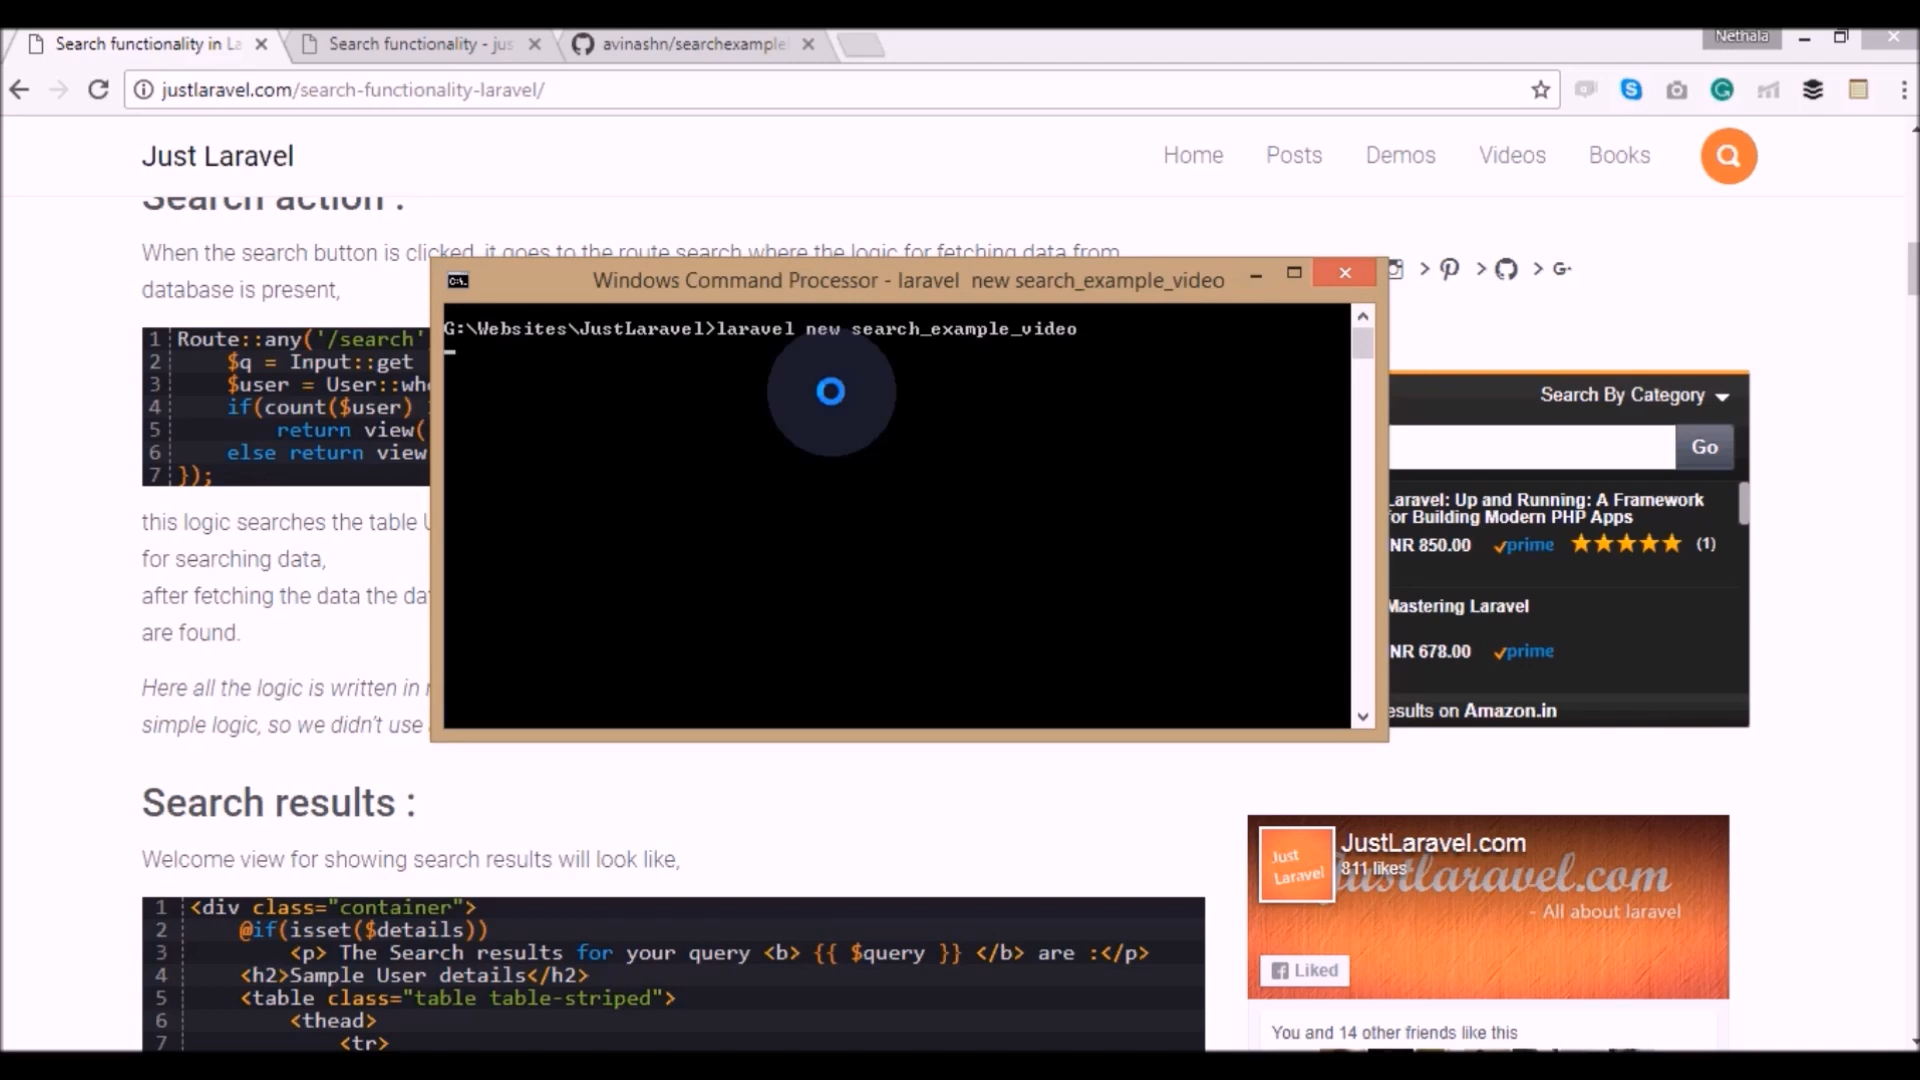 Search functionality in La
Search functionality - jus
avinashn/searchexample
Nethala
justlaravel.com/search-functionality-laravel/
Just Laravel
Home
Posts
Demos
Videos
Books
Search action :
When the search button is clicked, it goes to the route search where the logic for fetching data from
database is present,
1 Route::any('/search'
2 $q = Input::get
3 $user = User::whe
4 if(count($user)
5 return view(
6 else return view
7 });
this logic searches the table U
for searching data,
after fetching the data the dat
are found.
Here all the logic is written in r
simple logic, so we didn't use
Windows Command Processor - laravel new search_example_video
G:\Websites\JustLaravel>laravel new search_example_video
Search By Category
Go
Laravel: Up and Running: A Framework
for Building Modern PHP Apps
NR 850.00 prime (1)
Mastering Laravel
NR 678.00 prime
esults on Amazon.in
Search results :
Welcome view for showing search results will look like,
1 <div class="container">
2 @if(isset($details))
3 <p> The Search results for your query <b> {{ $query }} </b> are :</p>
4 <h2>Sample User details</h2>
5 <table class="table table-striped">
6 <thead>
7 <tr>
Just
Laravel
JustLaravel.com
811 likes
justlaravel.com
- All about laravel
Liked
You and 14 other friends like this